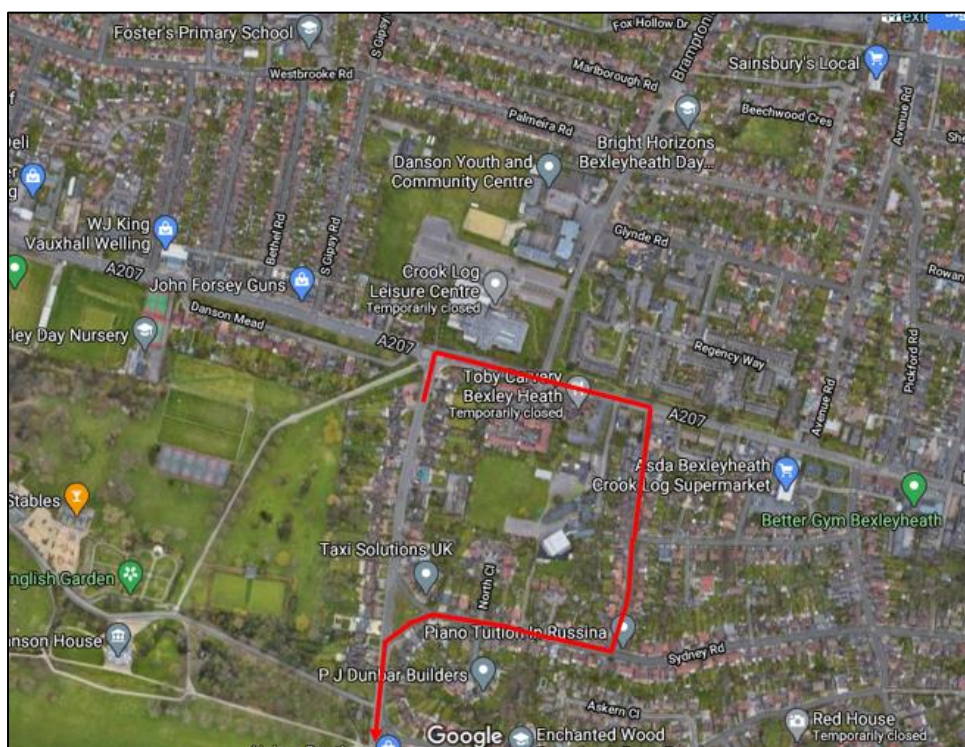 Fox Hollow Dr
Foster's Primary School
S Gipsy
Brampton
Westbrooke Rd
Marlborough Rd
Sainsbury's Local
Palmeira Rd
Beechwood Cres
Avenue Rd
Bright Horizons
Bexleyheath Day...
Danson Youth and
Community Centre
WJ King
Vauxhall Welling
Bethel Rd
S Gipsy Rd
Glynde Rd
Rowan
A207
John Forsey Guns
Crook Log
Leisure Centre
Temporarily closed
Danson Mead
ley Day Nursery
A207
Regency Way
Pickford Rd
Toby Carvery
Bexley Heath
Temporarily closed
A207
Avenue Rd
Asda Bexleyheath
Crook Log Supermarket
Stables
Better Gym Bexleyheath
Taxi Solutions UK
English Garden
North Cl
anson House
Piano Tuition In Russina
Sydney Rd
P J Dunbar Builders
Askern Cl
Red House
Temporarily closed
Google
Enchanted Wood